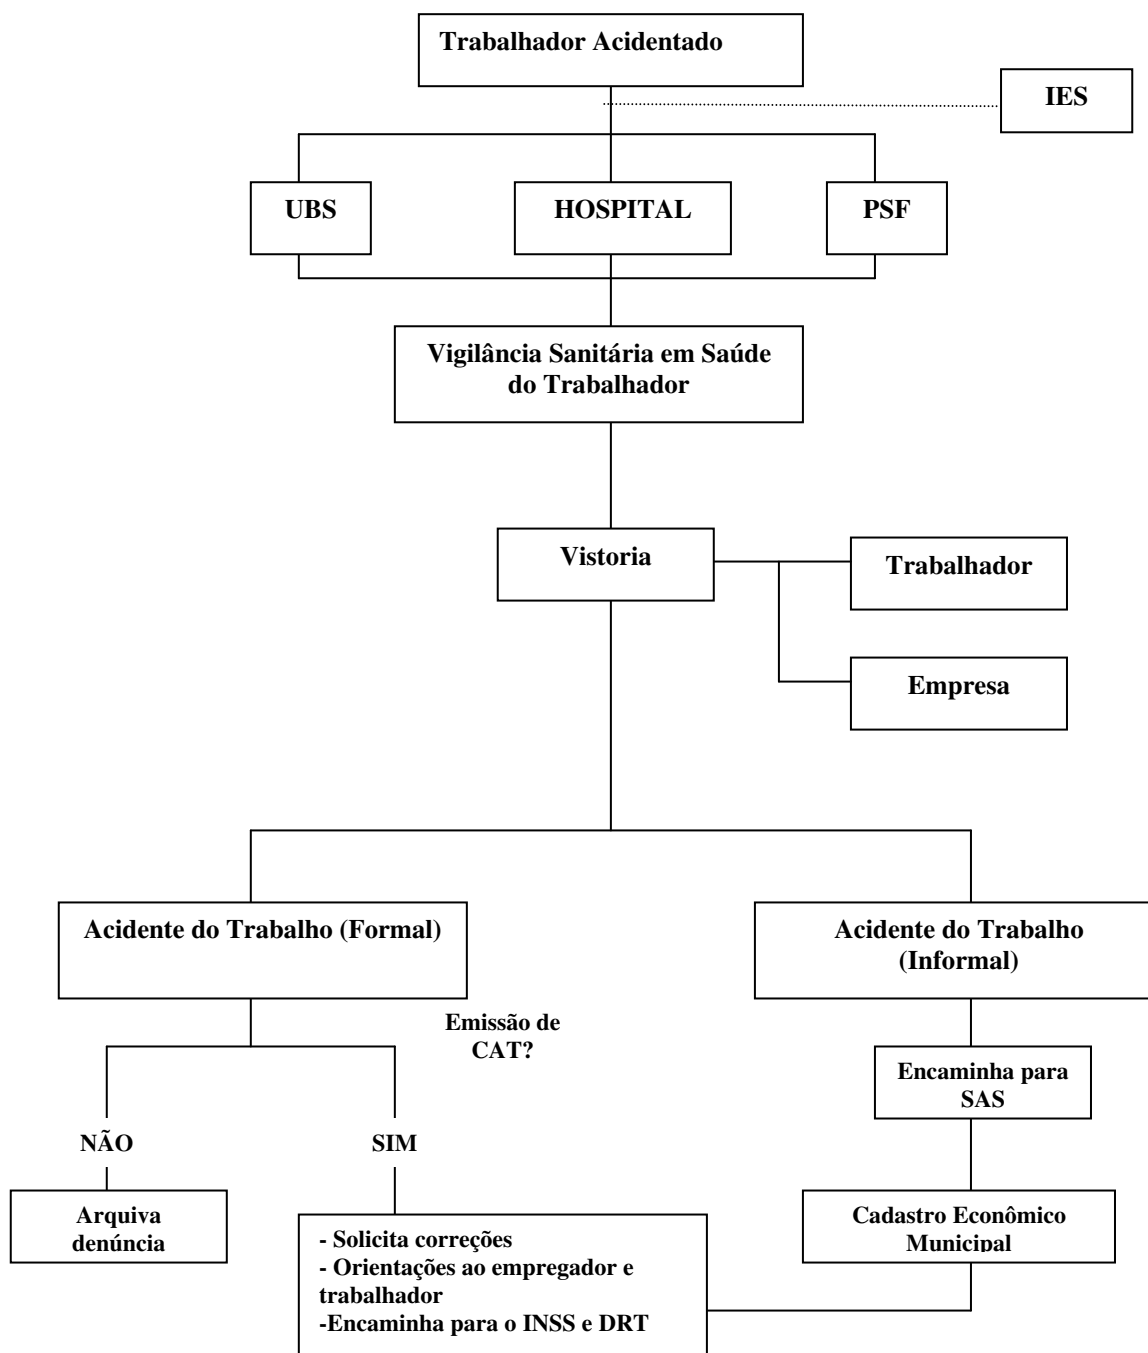 Trabalhador Acidentado
IES
UBS
HOSPITAL
PSF
Vigilância Sanitária em Saúde
do Trabalhador
Vistoria
Trabalhador
Empresa
Acidente do Trabalho (Formal)
Acidente do Trabalho
(Informal)
Emissão de
CAT?
Encaminha para
SAS
NÃO
SIM
Arquiva
denúncia
Cadastro Econômico
Municipal
- Solicita correções
- Orientações ao empregador e
trabalhador
-Encaminha para o INSS e DRT